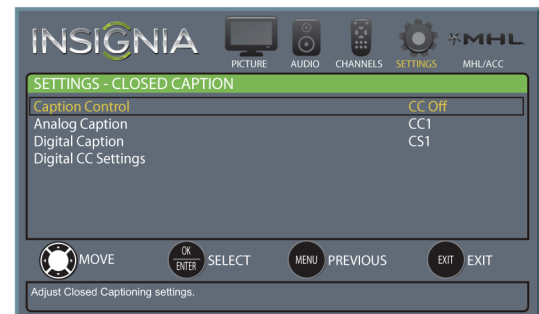 INSIGNIA
PICTURE AUDIO CHANNELS SETTINGS MHL MHL/ACC
SETTINGS - CLOSED CAPTION
Caption Control CC Off
Analog Caption CC1
Digital Caption CS1
Digital CC Settings
MOVE OK ENTER SELECT MENU PREVIOUS EXIT EXIT
Adjust Closed Captioning settings.